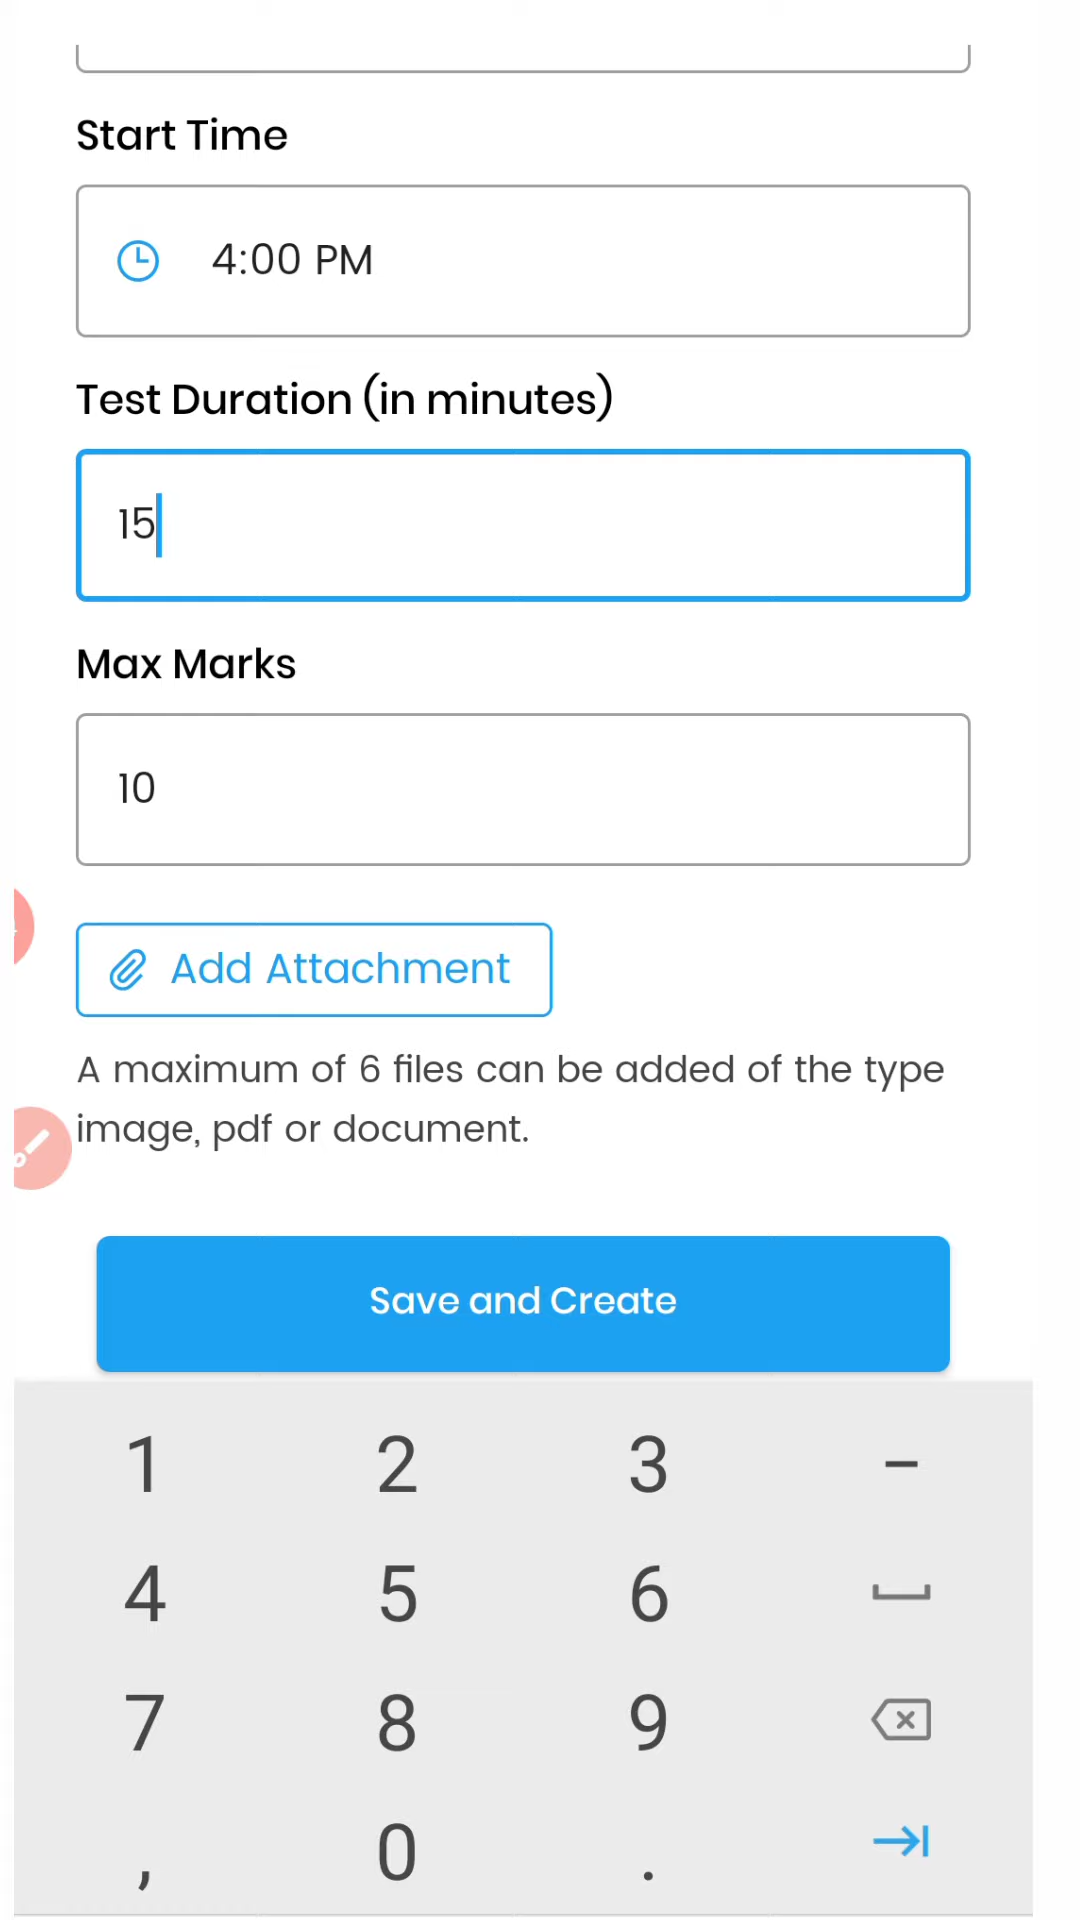 Start Time
4:00 PM
Test Duration (in minutes)
15
Max Marks
10
Add Attachment
A maximum of 6 files can be added of the type
image, pdf or document.
Save and Create
1 2 3 -
4 5 6
7 8 9
, 0 .